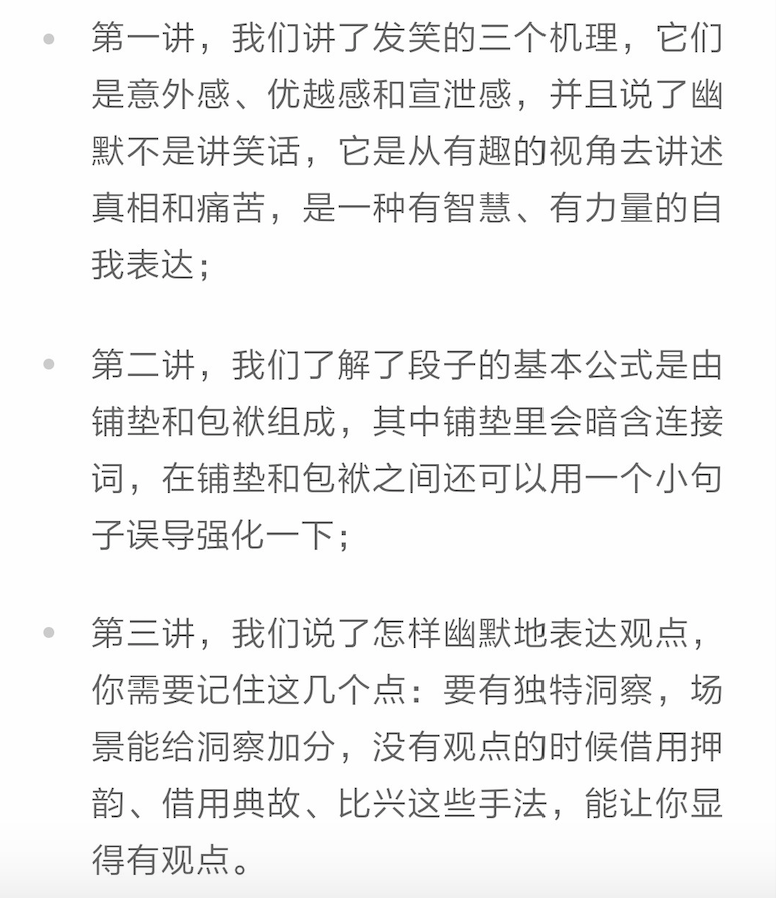 第一讲，我们讲了发笑的三个机理，它们
是意外感、优越感和宣泄感，并且说了幽
默不是讲笑话，它是从有趣的视角去讲述
真相和痛苦，是一种有智慧、有力量的自
我表达；
第二讲，我们了解了段子的基本公式是由
铺垫和包袱组成，其中铺垫里会暗含连接
词，在铺垫和包袱之间还可以用一个小句
子误导强化一下；
第三讲，我们说了怎样幽默地表达观点，
你需要记住这几个点：要有独特洞察，场
景能给洞察加分，没有观点的时候借用押
韵、借用典故、比兴这些手法，能让你显
得有观点。